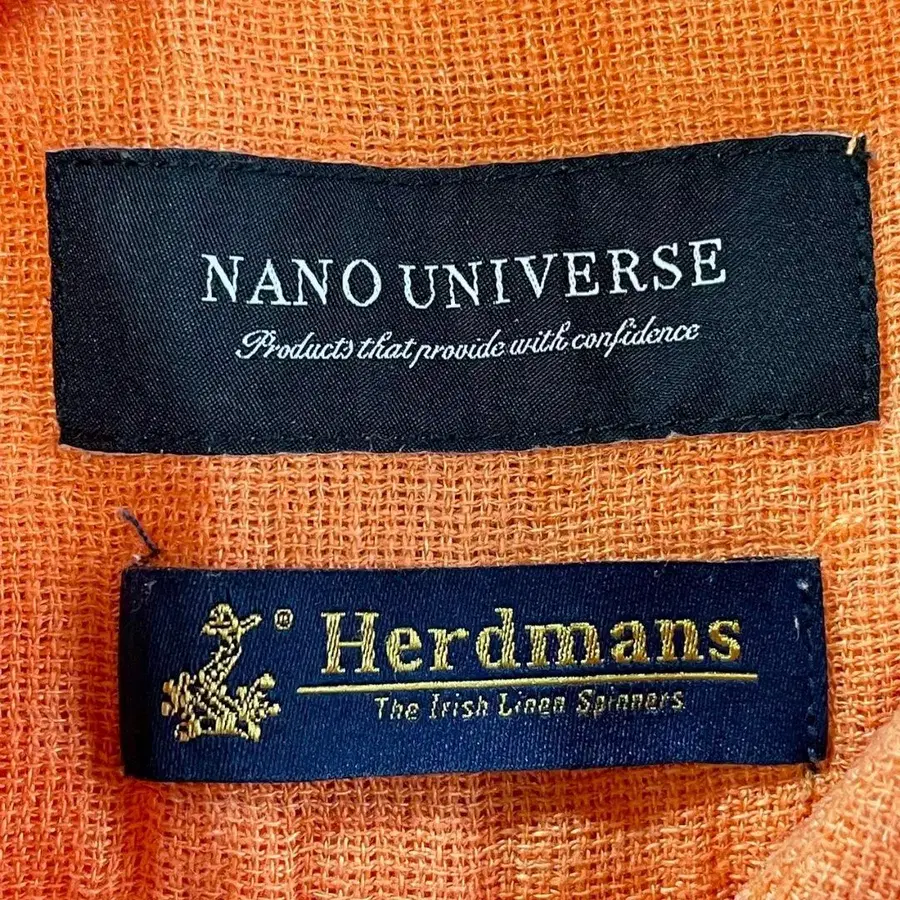 NANO UNIVERSE
Products that provide with confidence
® Herdmans
The Irish Linen Spinners